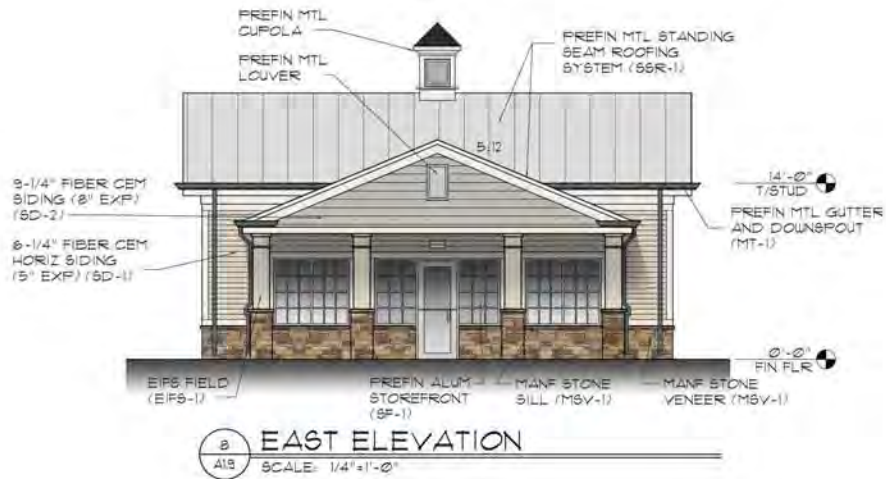 PREFIN MTL
CUPOLA
PREFIN MTL
LOUVER
PREFIN MTL STANDING
SEAM ROOFING
SYSTEM (SSR-1)
5:12
9-1/4" FIBER CEM
SIDING (8" EXP)
(SD-2)
6-1/4" FIBER CEM
HORIZ SIDING
(5" EXP) (SD-1)
14'-0"
T/STUD
PREFIN MTL GUTTER
AND DOWNSPOUT
(MT-1)
0'-0"
FIN FLR
EIFS FIELD
(EIFS-1)
PREFIN ALUM
STOREFRONT
(SF-1)
MANF STONE
SILL (MSV-1)
MANF STONE
VENEER (MSV-1)
EAST ELEVATION
SCALE: 1/4"=1'-0"